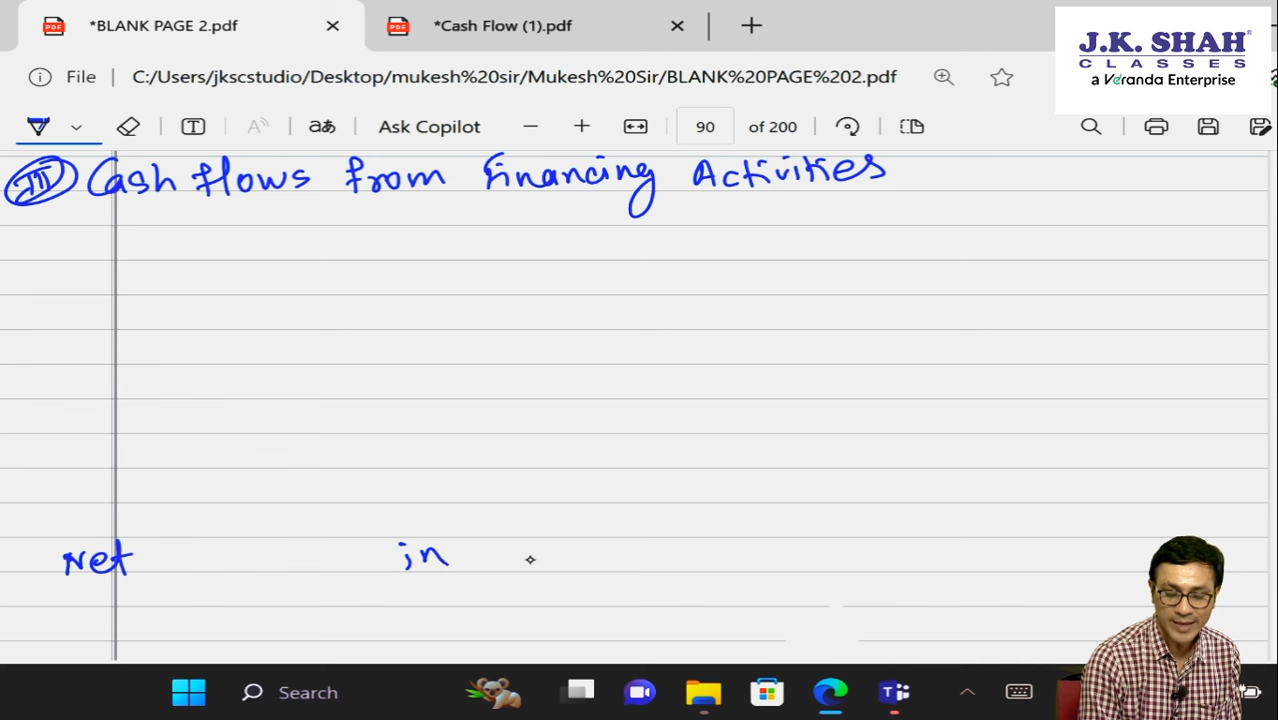 *BLANK PAGE 2.pdf
*Cash Flow (1).pdf
J.K. SHAH®
CLASSES
a Veranda Enterprise
File C:/Users/jkscstudio/Desktop/mukesh%20sir/Mukesh%20Sir/BLANK%20PAGE%202.pdf
aあ Ask Copilot 90 of 200
III Cash flows from Financing Activities
Net in
Search